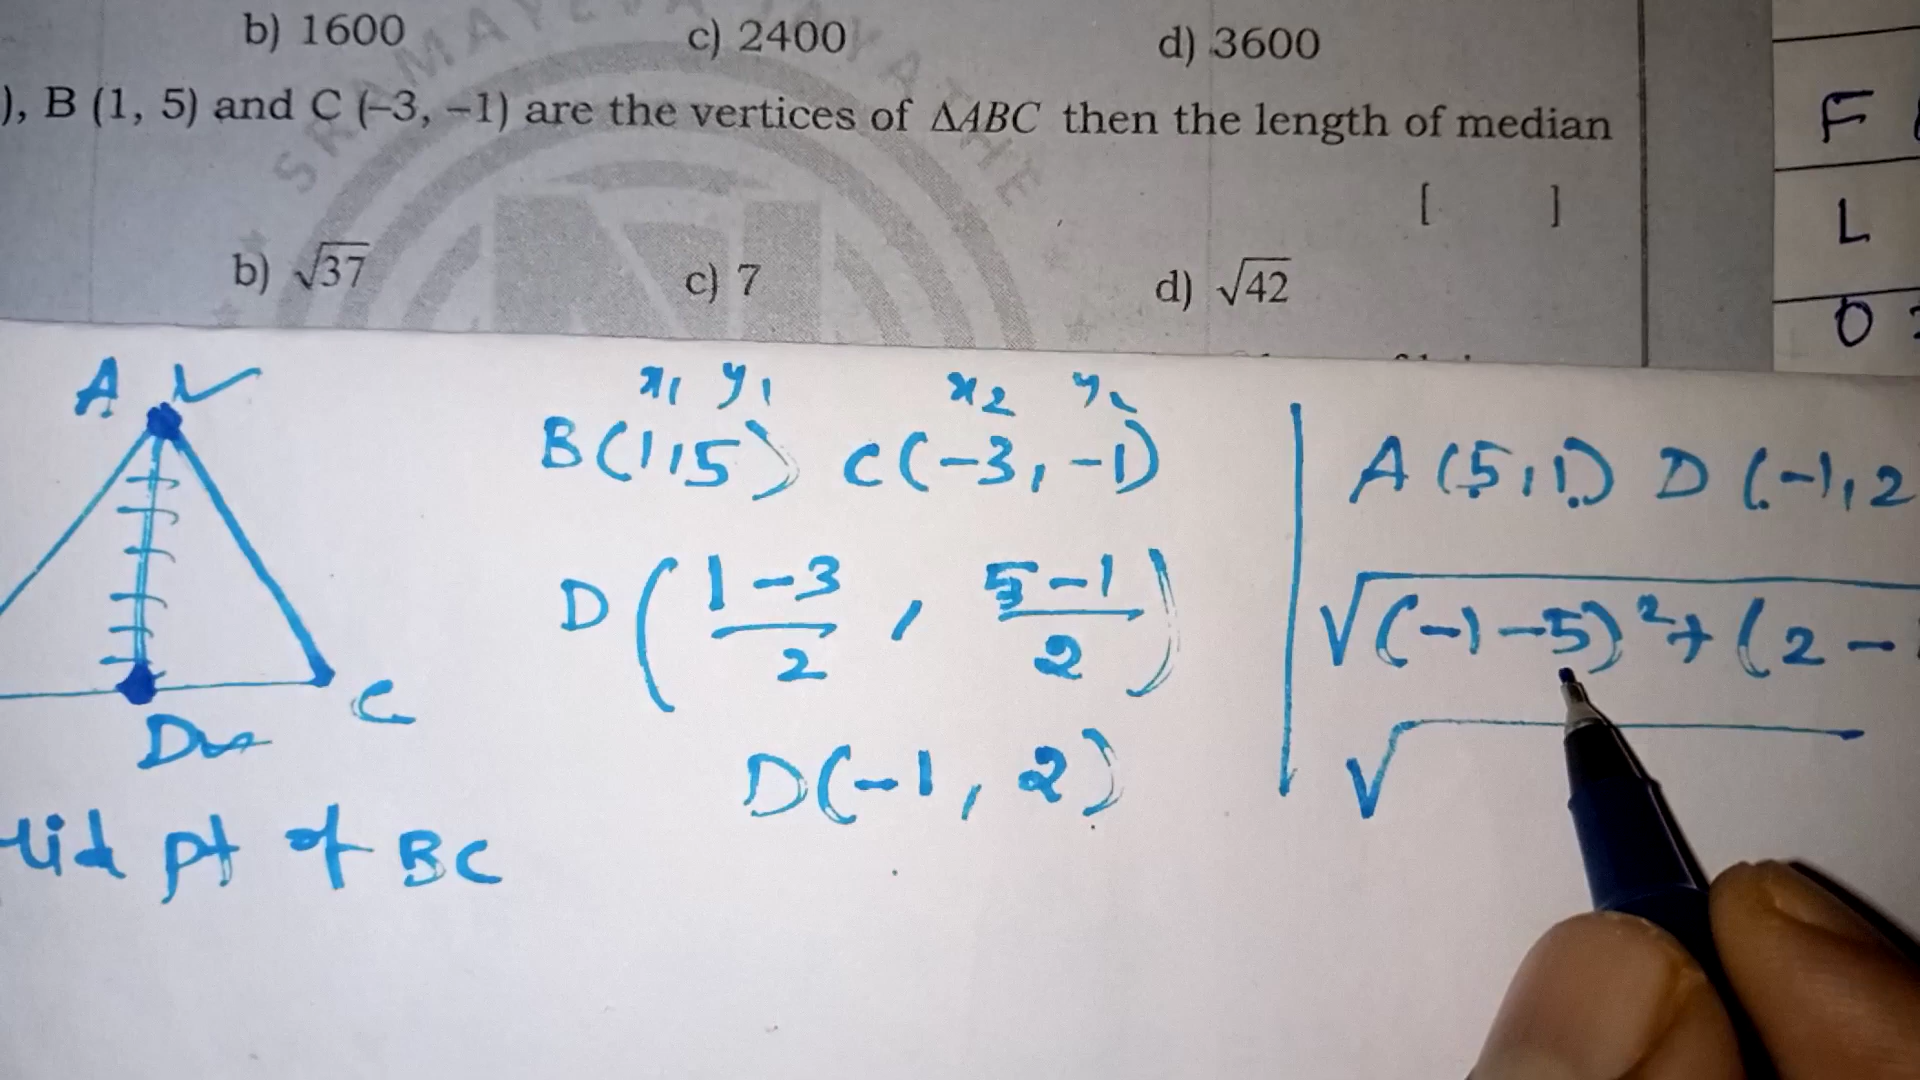 b) 1600 c) 2400 d) 3600
), B (1, 5) and C (–3, –1) are the vertices of ΔABC then the length of median
[ ]
b) √37 c) 7 d) √42
F
L
O
A
x1 y1 x2 y2
B(1,5) C(-3, -1)
D(1-3/2, 5-1/2)
D(-1, 2)
D
C
pt of BC
A(5,1) D(-1,2
√(-1-5)²+(2-
√